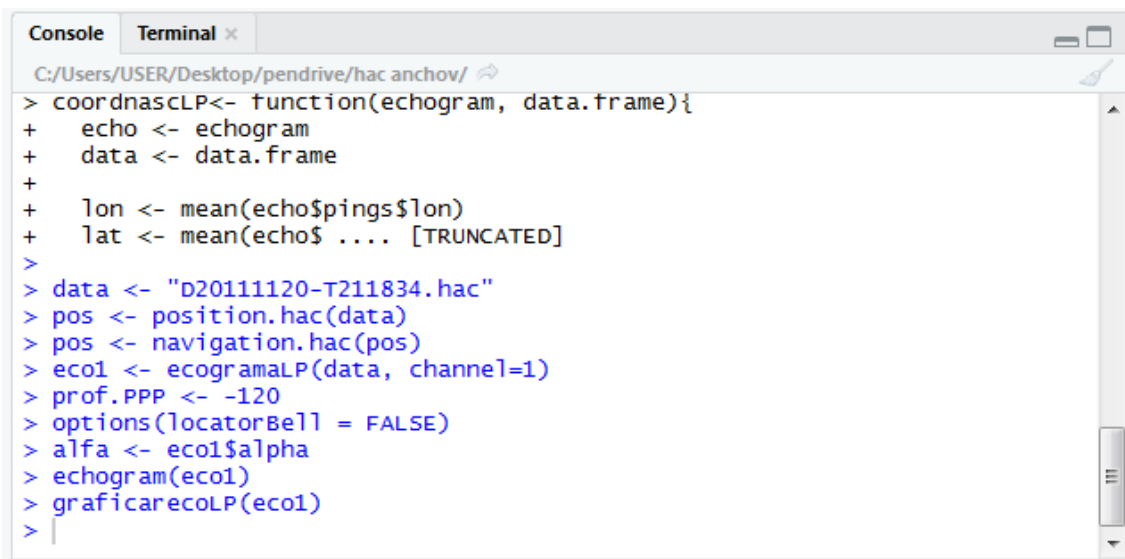 Console Terminal ×
C:/Users/USER/Desktop/pendrive/hac anchov/
> coordnascLP<- function(echogram, data.frame){
+   echo <- echogram
+   data <- data.frame
+
+   lon <- mean(echo$pings$lon)
+   lat <- mean(echo$ .... [TRUNCATED]
>
> data <- "D20111120-T211834.hac"
> pos <- position.hac(data)
> pos <- navigation.hac(pos)
> eco1 <- ecogramaLP(data, channel=1)
> prof.PPP <- -120
> options(locatorBell = FALSE)
> alfa <- eco1$alpha
> echogram(eco1)
> graficarecoLP(eco1)
>